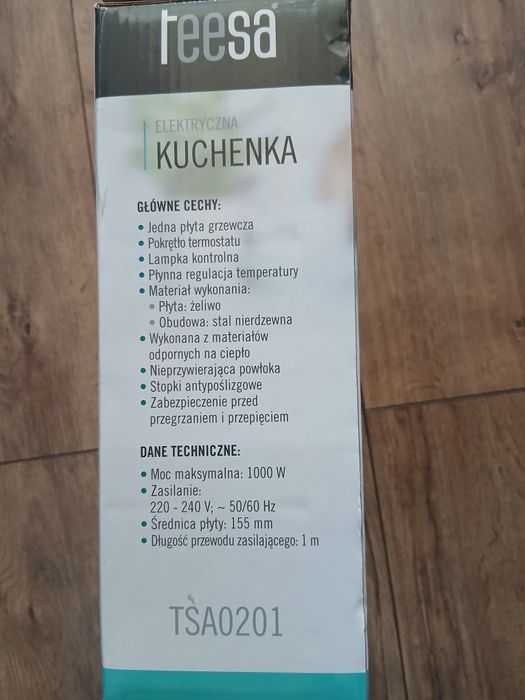 teesa®
ELEKTRYCZNA
KUCHENKA
GŁÓWNE CECHY:
• Jedna płyta grzewcza
• Pokrętło termostatu
• Lampka kontrolna
• Płynna regulacja temperatury
• Materiał wykonania:
• Płyta: żeliwo
• Obudowa: stal nierdzewna
• Wykonana z materiałów
odpornych na ciepło
• Nieprzywierająca powłoka
• Stopki antypoślizgowe
• Zabezpieczenie przed
przegrzaniem i przepięciem
DANE TECHNICZNE:
• Moc maksymalna: 1000 W
• Zasilanie:
220 - 240 V; ~ 50/60 Hz
• Średnica płyty: 155 mm
• Długość przewodu zasilającego: 1 m
TSA0201